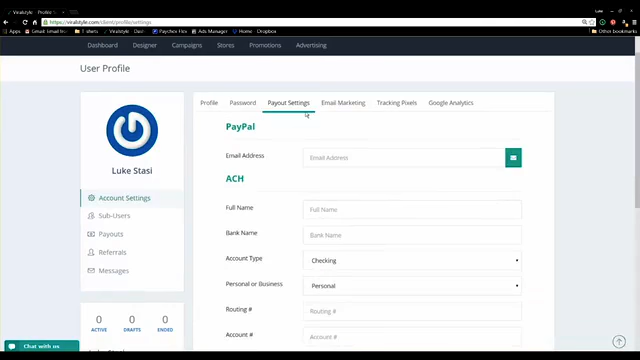 Viralstyle - Profile S
Luke
https://viralstyle.com/client/profile/settings
Apps
T shirts
Viralstyle
Paychex Flex
My Account
Home
Dropbox
Other bookmarks
Dashboard
Designer
Campaigns
Stores
Promotions
Advertising
User Profile
Luke Stasi
Account Settings
Sub-Users
Payouts
Referrals
Messages
0 0 0
ACTIVE DRAFTS ENDED
Profile
Password
Payout Settings
Email Marketing
Tracking Pixels
Google Analytics
PayPal
Email Address
Email Address
ACH
Full Name
Full Name
Bank Name
Bank Name
Account Type
Checking
Personal or Business
Personal
Routing #
Routing #
Account #
Account #
Chat with us